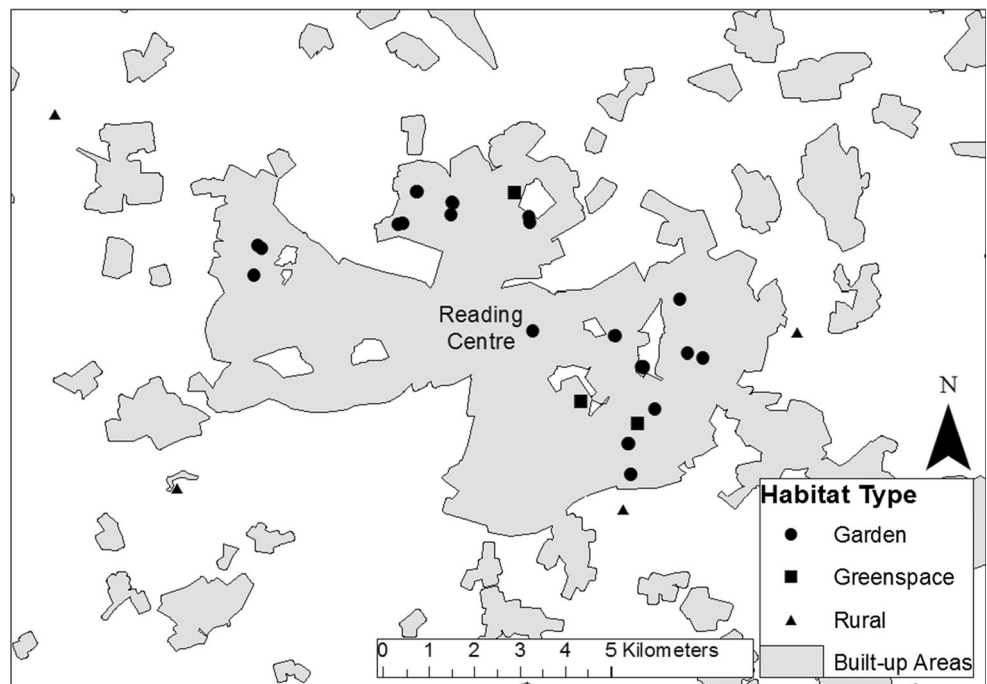 Reading
Centre
N
Habitat Type
Garden
Greenspace
Rural
Built-up Areas
0 1 2 3 4 5 Kilometers